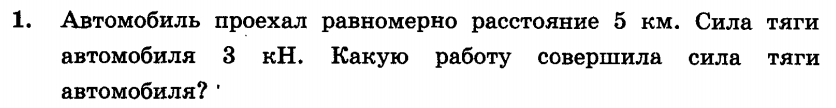 1. Автомобиль проехал равномерно расстояние 5 км. Сила тяги
автомобиля 3 кН. Какую работу совершила сила тяги
автомобиля?